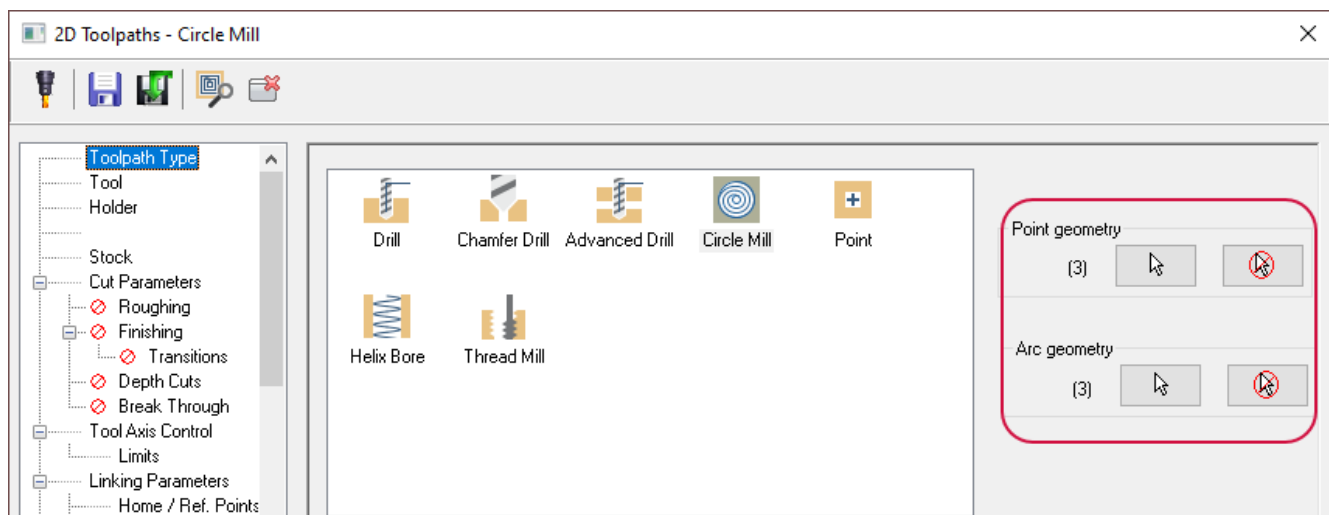 2D Toolpaths - Circle Mill
Toolpath Type
Tool
Holder
Stock
Cut Parameters
Roughing
Finishing
Transitions
Depth Cuts
Break Through
Tool Axis Control
Limits
Linking Parameters
Home / Ref. Points
Drill
Chamfer Drill
Advanced Drill
Circle Mill
Point
Helix Bore
Thread Mill
Point geometry
(3)
Arc geometry
(3)